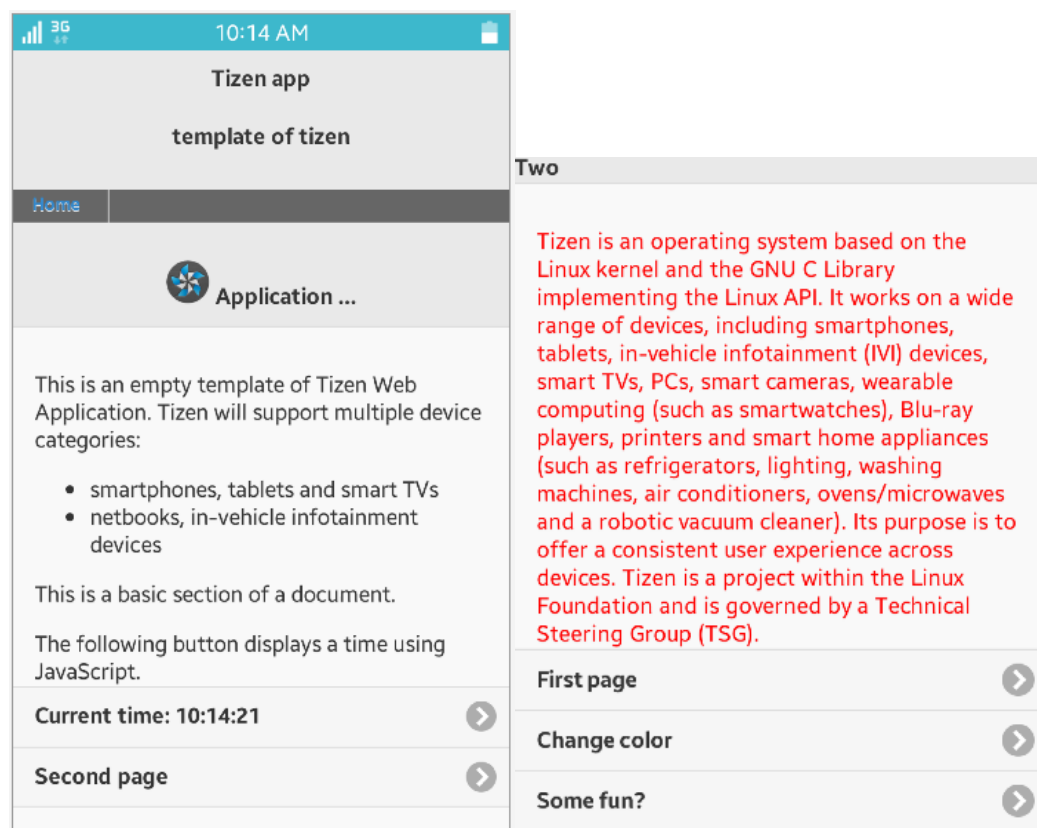 3G
10:14 AM
Tizen app
template of tizen
Home
Application ...
This is an empty template of Tizen Web
Application. Tizen will support multiple device
categories:
• smartphones, tablets and smart TVs
• netbooks, in-vehicle infotainment
devices
This is a basic section of a document.
The following button displays a time using
JavaScript.
Current time: 10:14:21
Second page
Two
Tizen is an operating system based on the
Linux kernel and the GNU C Library
implementing the Linux API. It works on a wide
range of devices, including smartphones,
tablets, in-vehicle infotainment (IVI) devices,
smart TVs, PCs, smart cameras, wearable
computing (such as smartwatches), Blu-ray
players, printers and smart home appliances
(such as refrigerators, lighting, washing
machines, air conditioners, ovens/microwaves
and a robotic vacuum cleaner). Its purpose is to
offer a consistent user experience across
devices. Tizen is a project within the Linux
Foundation and is governed by a Technical
Steering Group (TSG).
First page
Change color
Some fun?